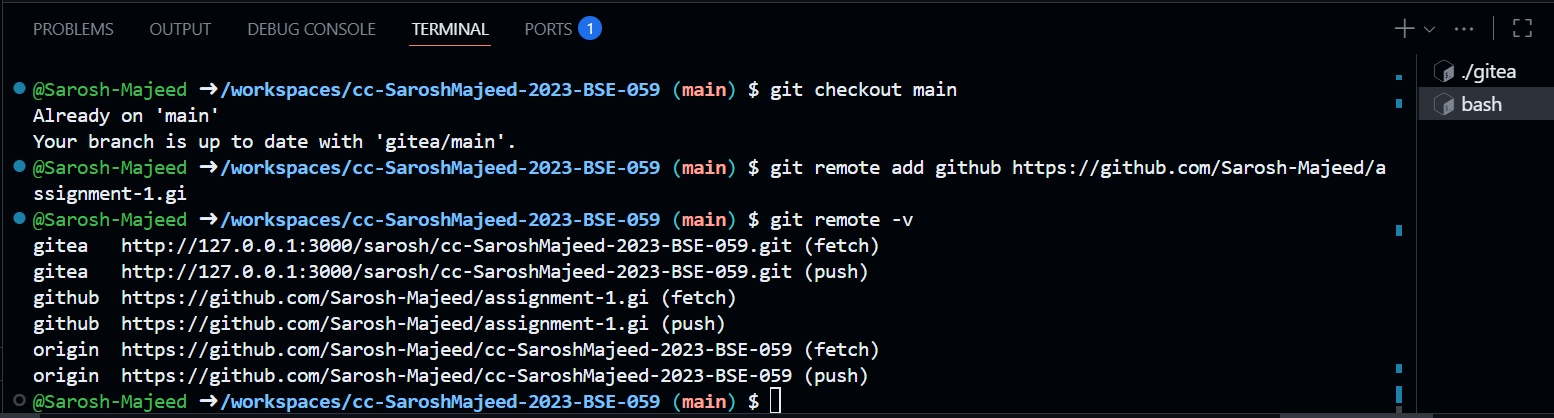 PROBLEMS OUTPUT DEBUG CONSOLE TERMINAL PORTS 1
@Sarosh-Majeed ➜/workspaces/cc-SaroshMajeed-2023-BSE-059 (main) $ git checkout main
Already on 'main'
Your branch is up to date with 'gitea/main'.
@Sarosh-Majeed ➜/workspaces/cc-SaroshMajeed-2023-BSE-059 (main) $ git remote add github https://github.com/Sarosh-Majeed/a
ssignment-1.gi
@Sarosh-Majeed ➜/workspaces/cc-SaroshMajeed-2023-BSE-059 (main) $ git remote -v
gitea http://127.0.0.1:3000/sarosh/cc-SaroshMajeed-2023-BSE-059.git (fetch)
gitea http://127.0.0.1:3000/sarosh/cc-SaroshMajeed-2023-BSE-059.git (push)
github https://github.com/Sarosh-Majeed/assignment-1.gi (fetch)
github https://github.com/Sarosh-Majeed/assignment-1.gi (push)
origin https://github.com/Sarosh-Majeed/cc-SaroshMajeed-2023-BSE-059 (fetch)
origin https://github.com/Sarosh-Majeed/cc-SaroshMajeed-2023-BSE-059 (push)
@Sarosh-Majeed ➜/workspaces/cc-SaroshMajeed-2023-BSE-059 (main) $
./gitea
bash